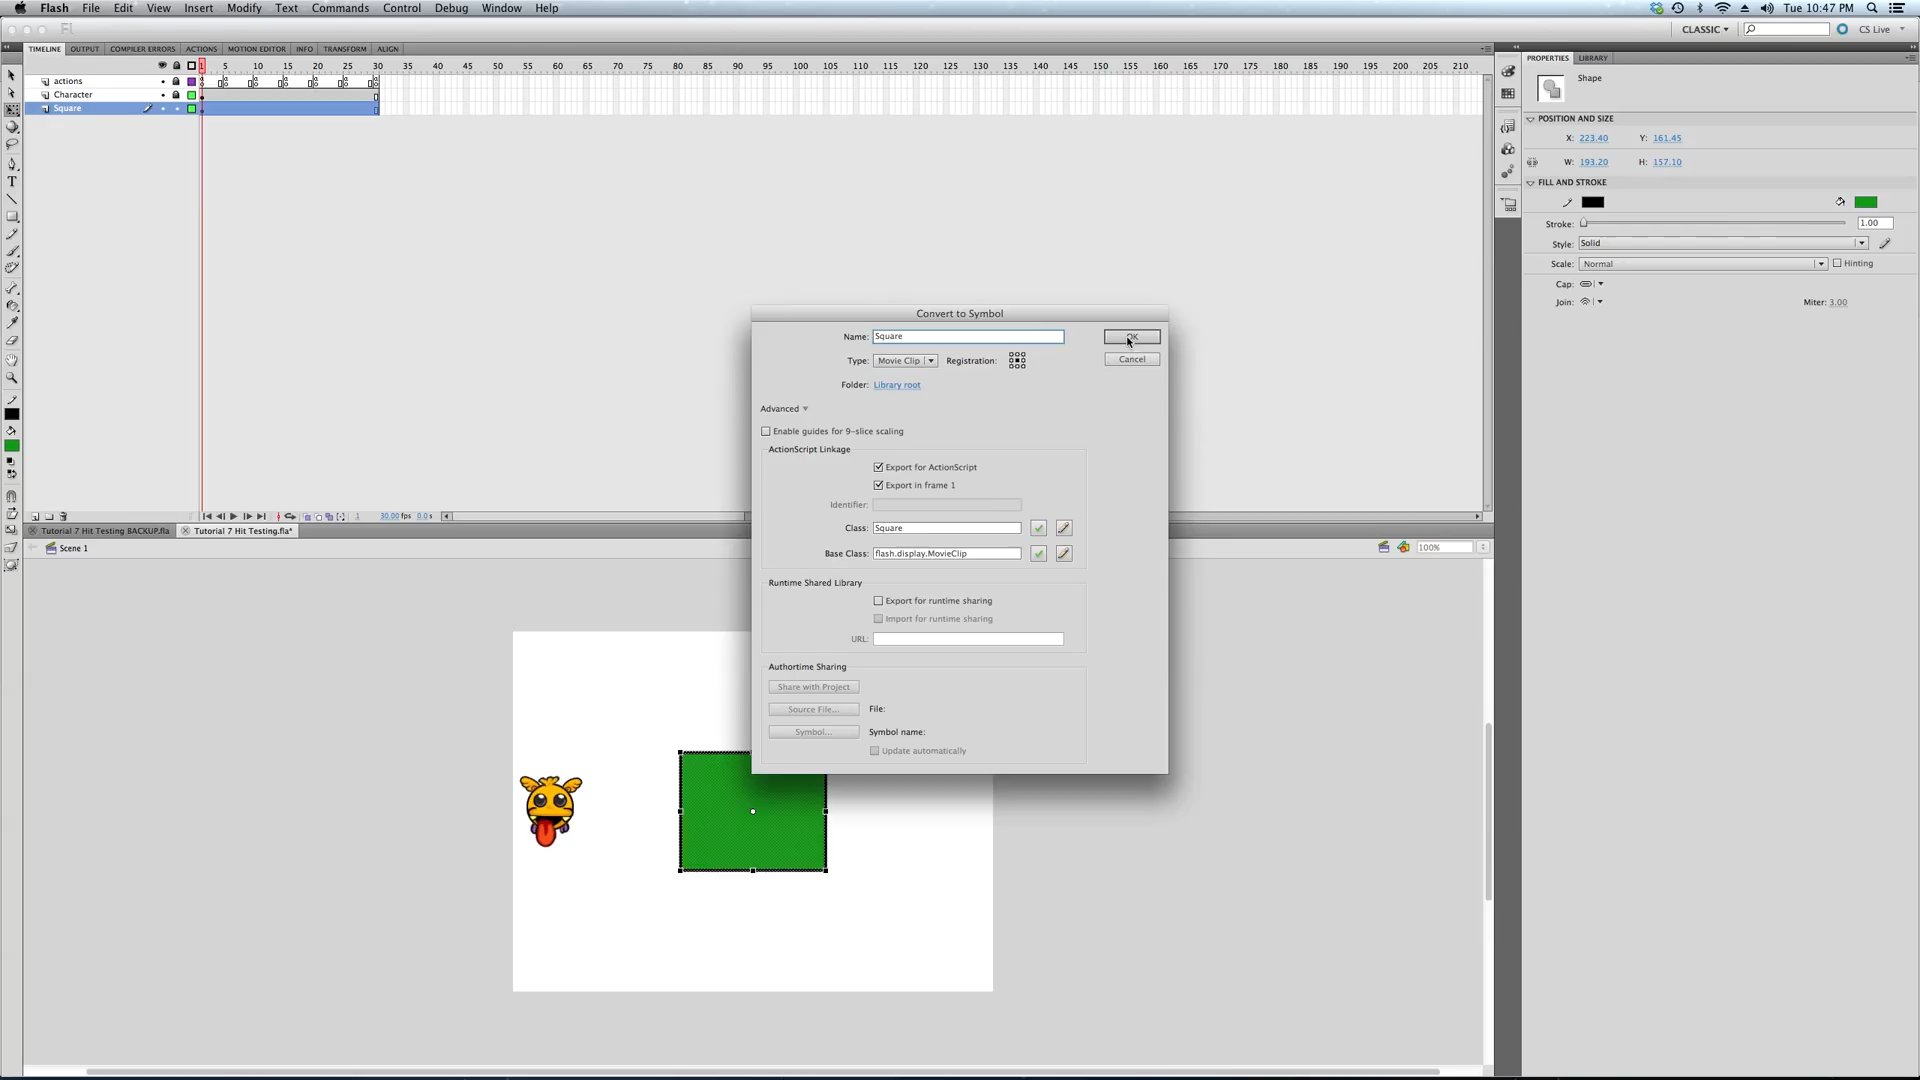 Flash File Edit View Insert Modify Text Commands Control Debug Window Help Tue 10:47 PM
Fl CLASSIC CS Live
TIMELINE OUTPUT COMPILER ERRORS ACTIONS MOTION EDITOR INFO TRANSFORM ALIGN
PROPERTIES LIBRARY
1 5 10 15 20 25 30 35 40 45 50 55 60 65 70 75 80 85 90 95 100 105 110 115 120 125 130 135 140 145 150 155 160 165 170 175 180 185 190 195 200 205 210
actions
Character
Square
Shape
POSITION AND SIZE
X: 223.40 Y: 161.45
W: 193.20 H: 157.10
FILL AND STROKE
Stroke: 1.00
Style: Solid
Scale: Normal Hinting
Cap:
Join: Miter: 3.00
Convert to Symbol
Name: Square OK
Type: Movie Clip Registration: Cancel
Folder: Library root
Advanced
Enable guides for 9-slice scaling
ActionScript Linkage
Export for ActionScript
Export in frame 1
Identifier:
Class: Square
Base Class: flash.display.MovieClip
Runtime Shared Library
Export for runtime sharing
Import for runtime sharing
URL:
Authortime Sharing
Share with Project
Source File... File:
Symbol... Symbol name:
Update automatically
1 30.00 fps 0.0 s
Tutorial 7 Hit Testing BACKUP.fla Tutorial 7 Hit Testing.fla*
Scene 1 100%